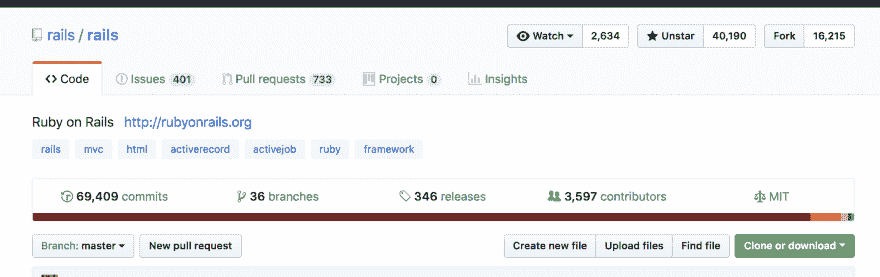 rails / rails
Watch 2,634
Unstar 40,190
Fork 16,215
Code
Issues 401
Pull requests 733
Projects 0
Insights
Ruby on Rails http://rubyonrails.org
rails mvc html activerecord activejob ruby framework
69,409 commits
36 branches
346 releases
3,597 contributors
MIT
Branch: master
New pull request
Create new file
Upload files
Find file
Clone or download